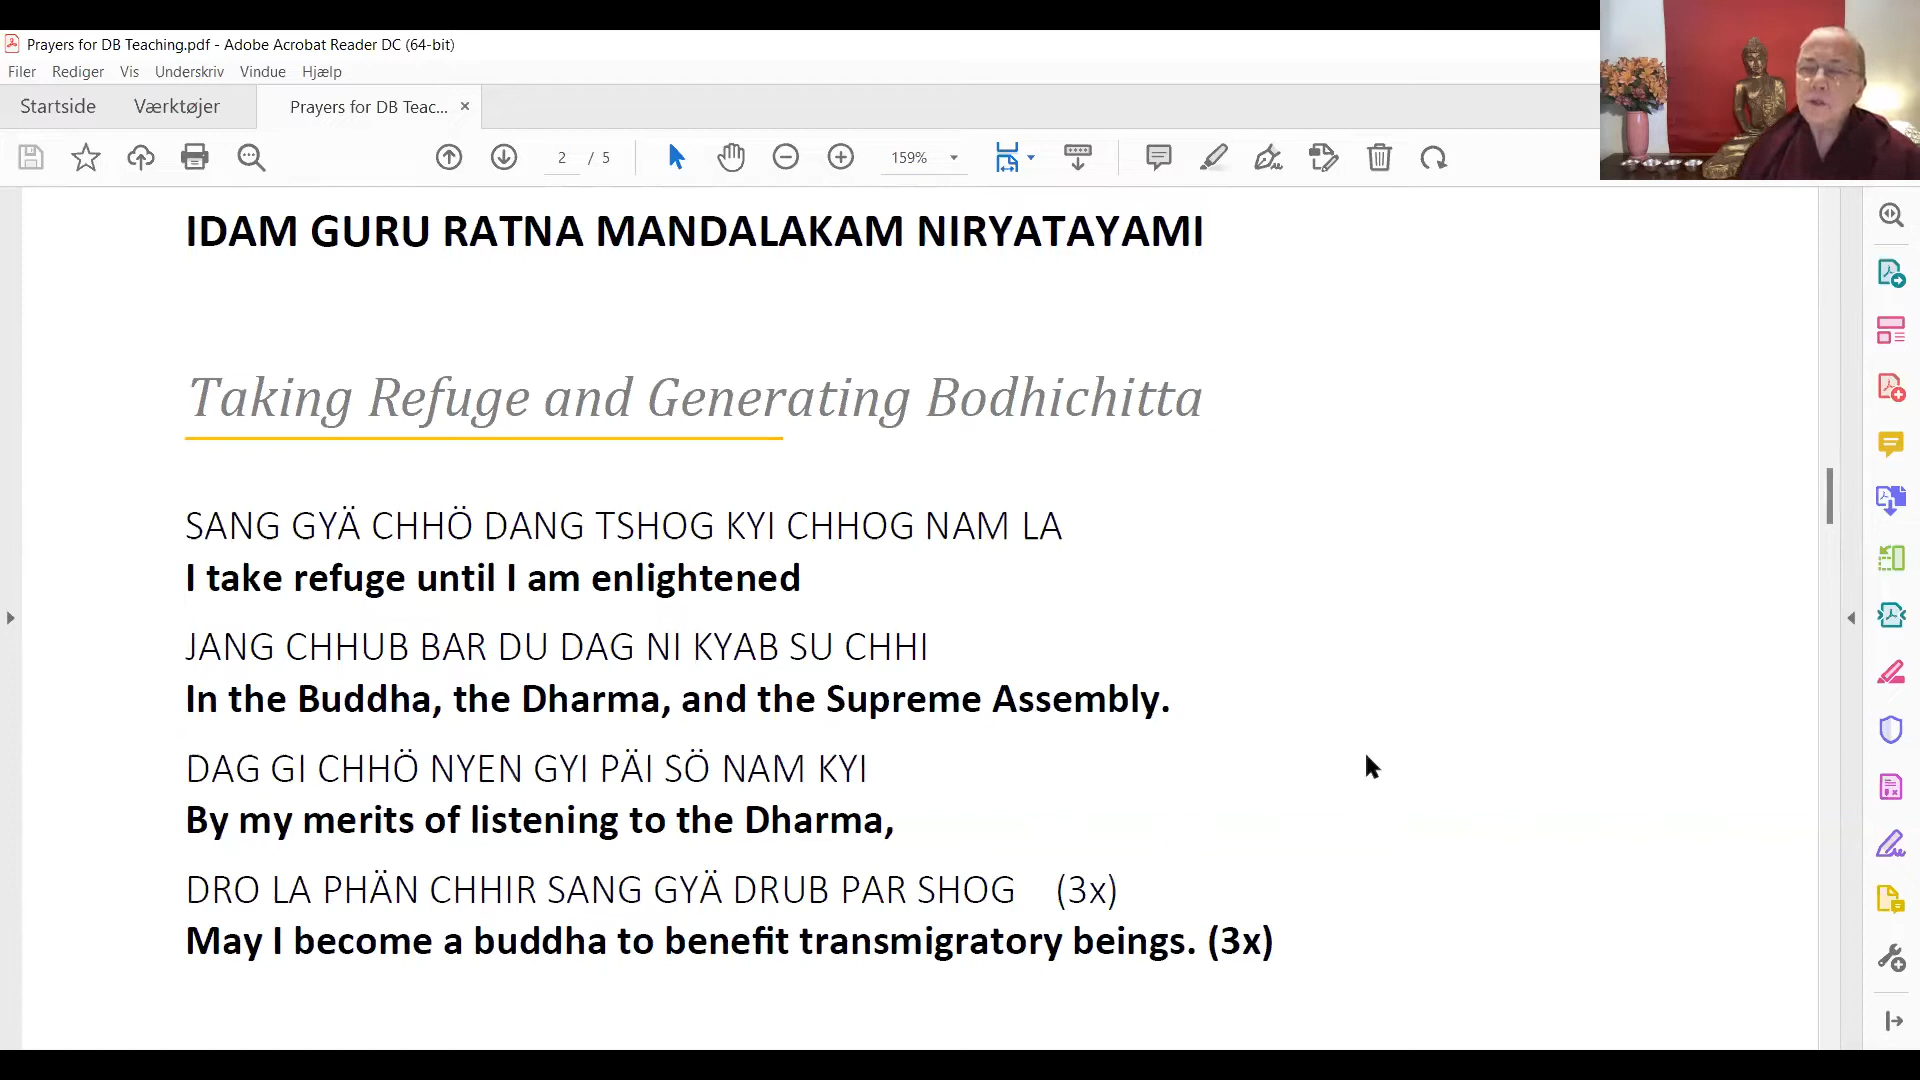 Prayers for DB Teaching.pdf - Adobe Acrobat Reader DC (64-bit)
Filer Rediger Vis Underskriv Vindue Hjælp
Startside Værktøjer Prayers for DB Teac... ×
2 / 5 159%
IDAM GURU RATNA MANDALAKAM NIRYATAYAMI
Taking Refuge and Generating Bodhichitta
SANG GYÄ CHHÖ DANG TSHOG KYI CHHOG NAM LA
I take refuge until I am enlightened
JANG CHHUB BAR DU DAG NI KYAB SU CHHI
In the Buddha, the Dharma, and the Supreme Assembly.
DAG GI CHHÖ NYEN GYI PÄI SÖ NAM KYI
By my merits of listening to the Dharma,
DRO LA PHÄN CHHIR SANG GYÄ DRUB PAR SHOG (3x)
May I become a buddha to benefit transmigratory beings. (3x)